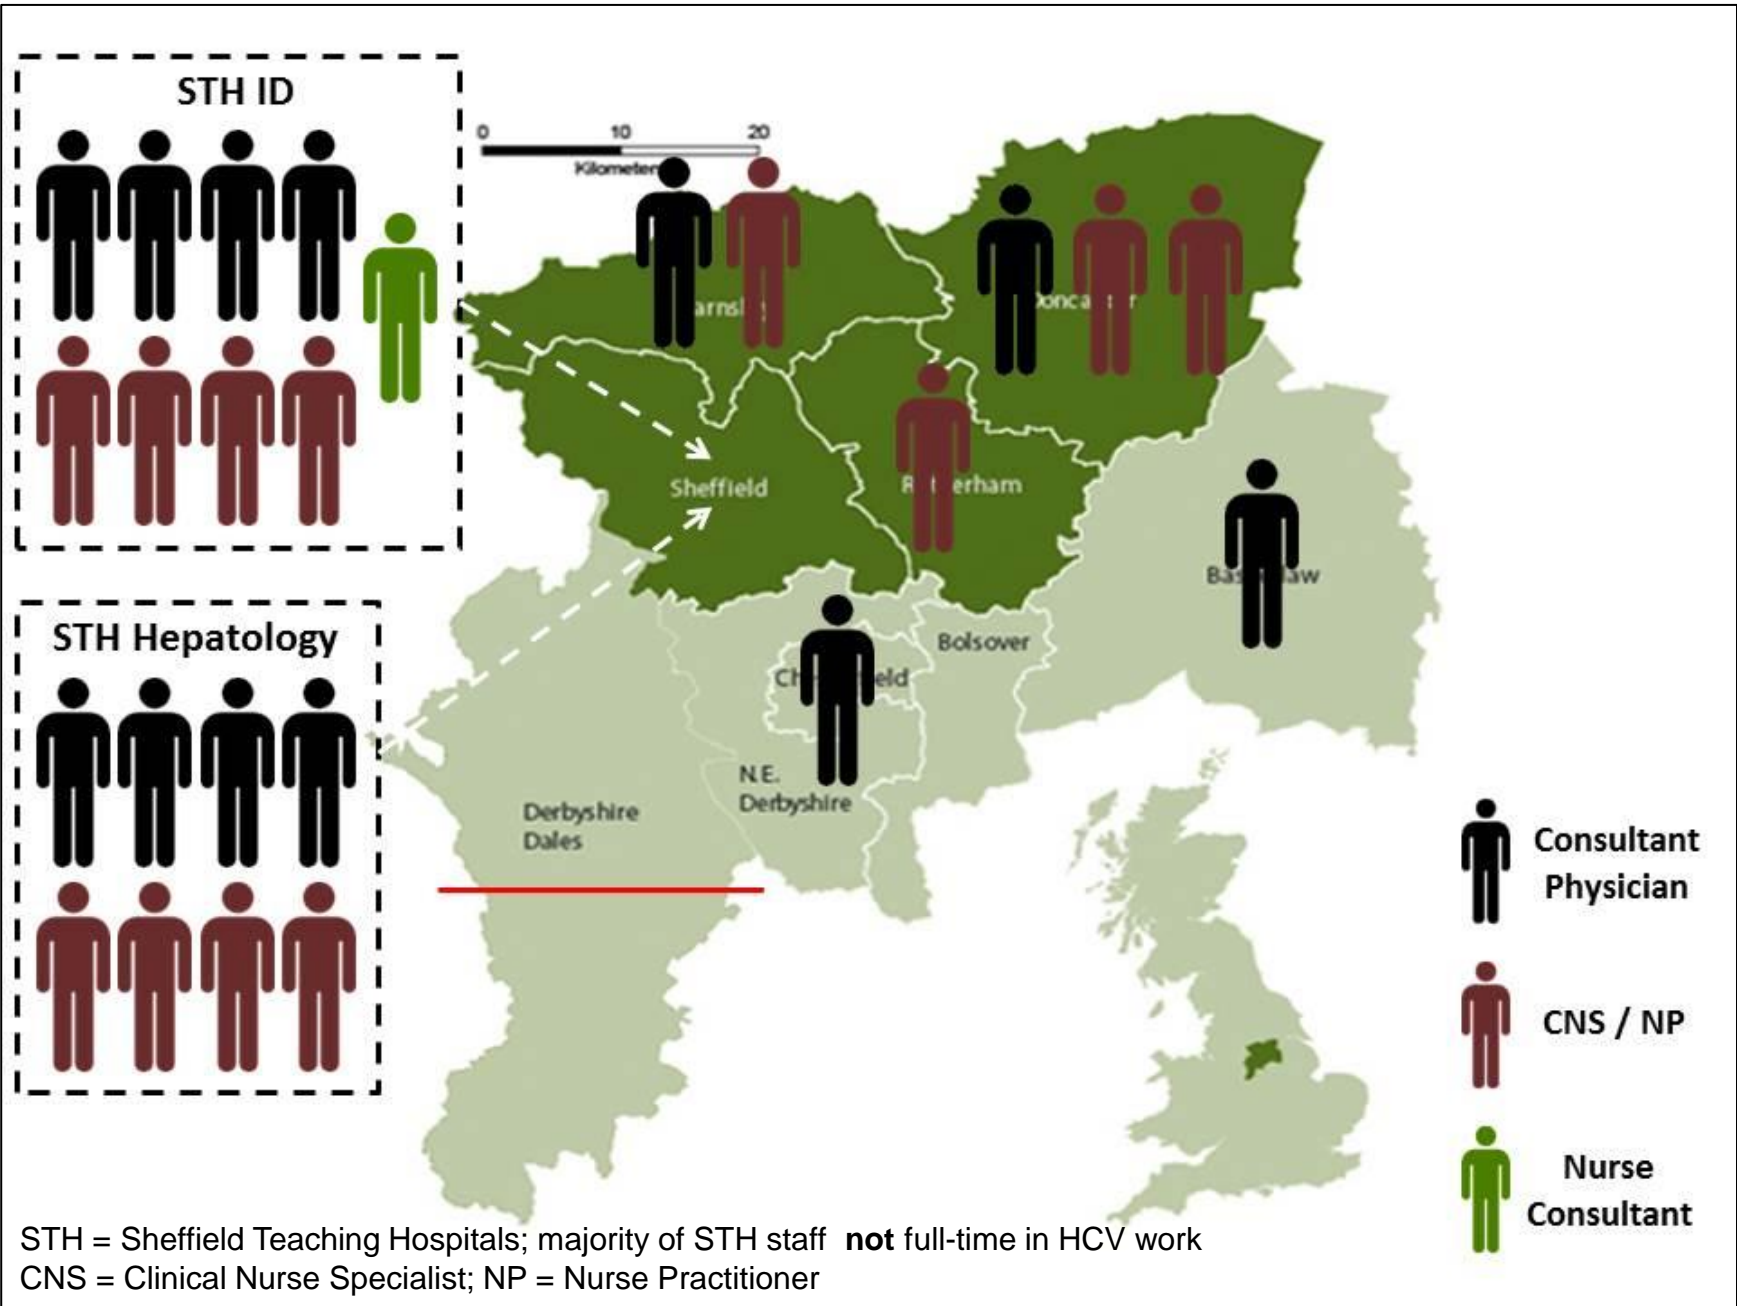 STH ID
0 10 20
Sheffield
STH Hepatology
Bolsover
N.E.
Derbyshire
Derbyshire
Dales
Consultant
Physician
CNS / NP
Nurse
Consultant
STH = Sheffield Teaching Hospitals; majority of STH staff not full-time in HCV work
CNS = Clinical Nurse Specialist; NP = Nurse Practitioner